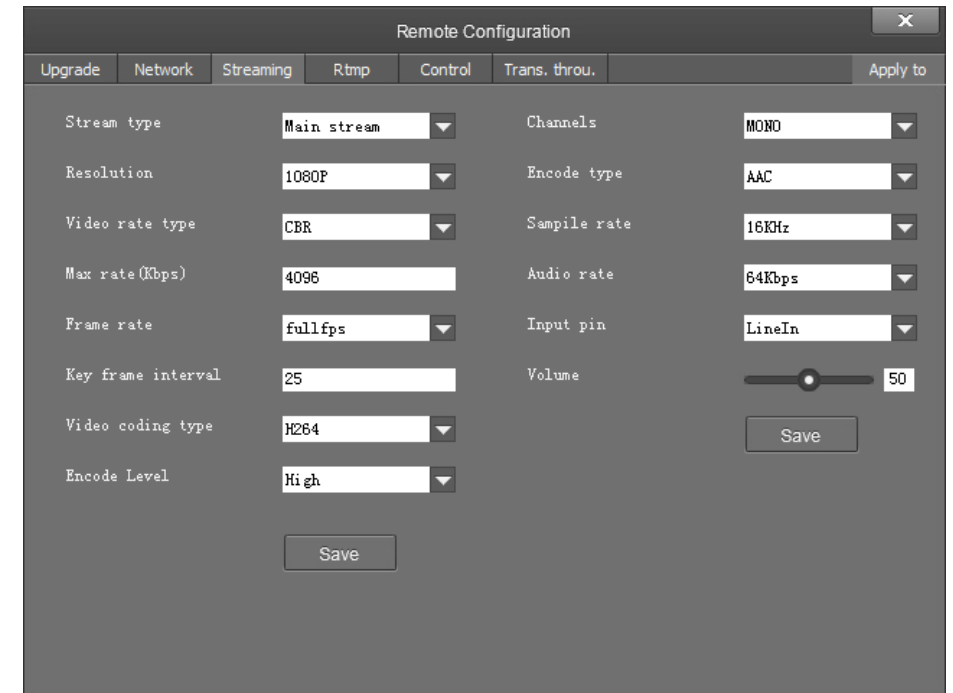 Remote Configuration
X
Upgrade Network Streaming Rtmp Control Trans. throu. Apply to
Stream type Main stream Channels MONO
Resolution 1080P Encode type AAC
Video rate type CBR Sampile rate 16KHz
Max rate(Kbps) 4096 Audio rate 64Kbps
Frame rate fullfps Input pin LineIn
Key frame interval 25 Volume 50
Video coding type H264 Save
Encode Level High
Save